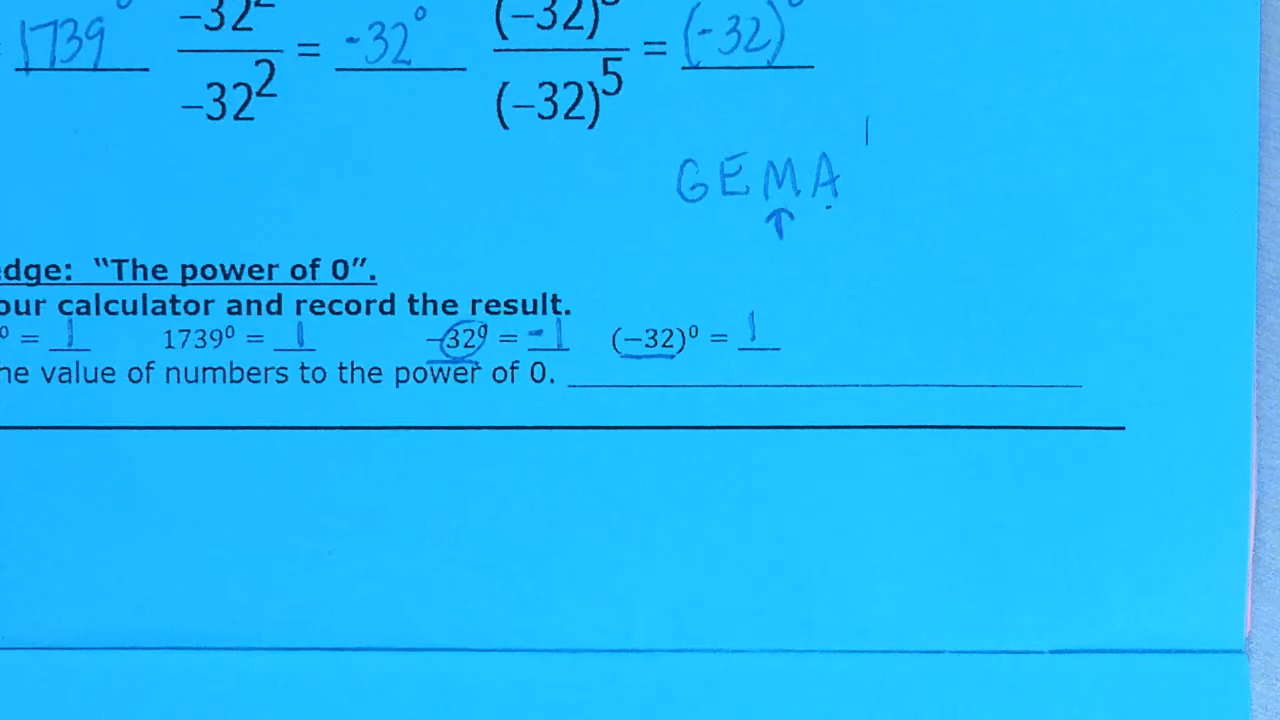 = 1739⁰ −32² / −32² = -32⁰ (−32) / (−32)⁵ = (-32)⁰
GEMA
edge: "The power of 0".
our calculator and record the result.
⁰ = 1 1739⁰ = 1 −32⁰ = -1 (−32)⁰ = 1
he value of numbers to the power of 0.